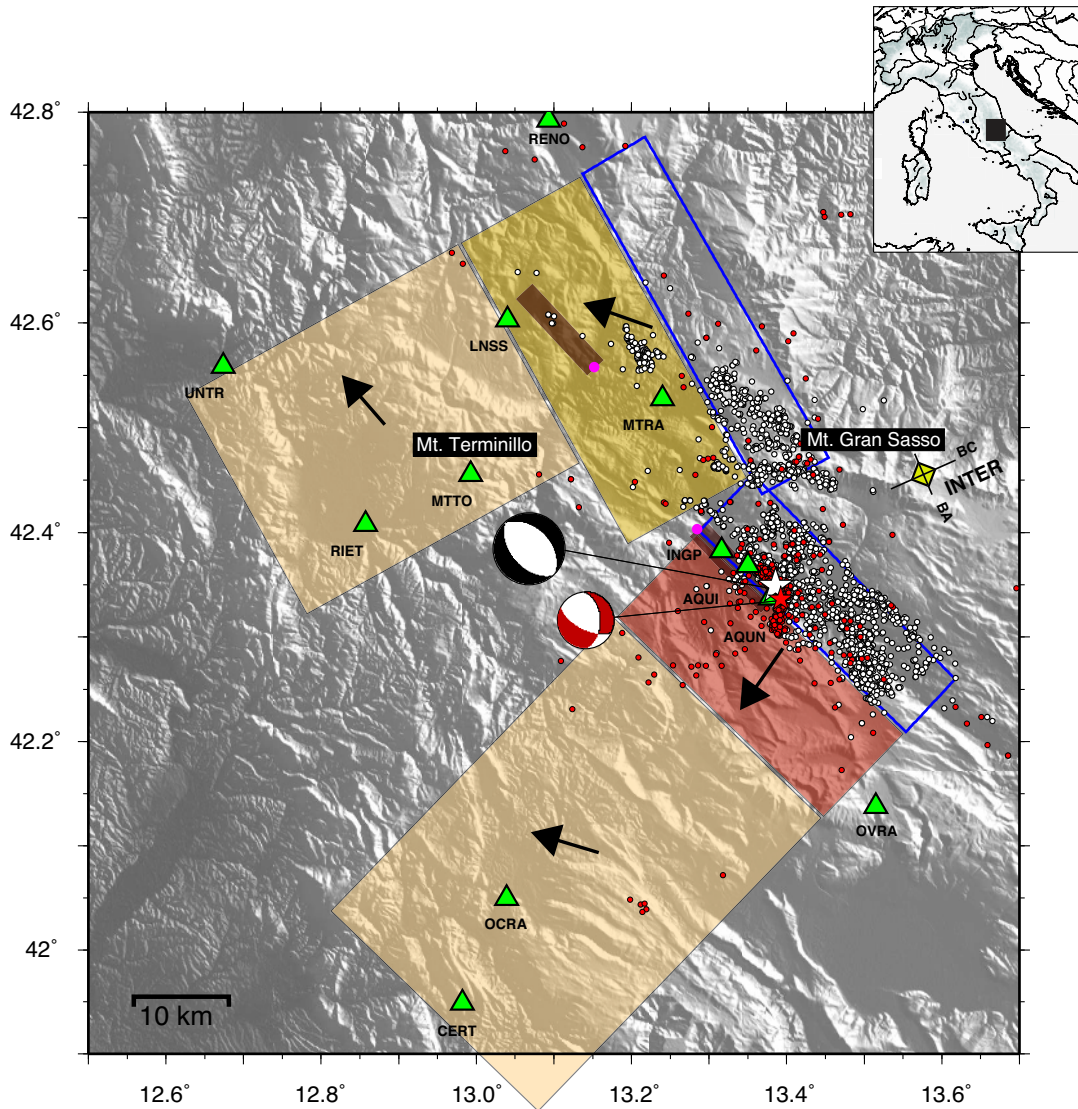 42.8°
42.6°
42.4°
42.2°
42°
RENO
LNSS
UNTR
MTRA
Mt. Terminillo
Mt. Gran Sasso
BC
INTER
BA
MTTO
RIET
INGP
AQUI
AQUN
OVRA
OCRA
CERT
10 km
12.6°
12.8°
13.0°
13.2°
13.4°
13.6°